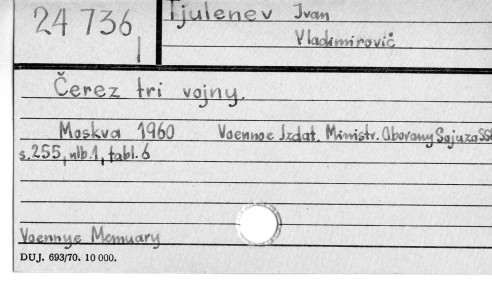 24 736
Tjulenev Ivan
Vladimirovič
Čerez tri vojny.
Moskva 1960 Voennoe Izdat. Ministr. Oborony Sojuza SSR
s.255, nlb.1, tabl.6
Voennye Memuary
DUJ. 693/70. 10 000.